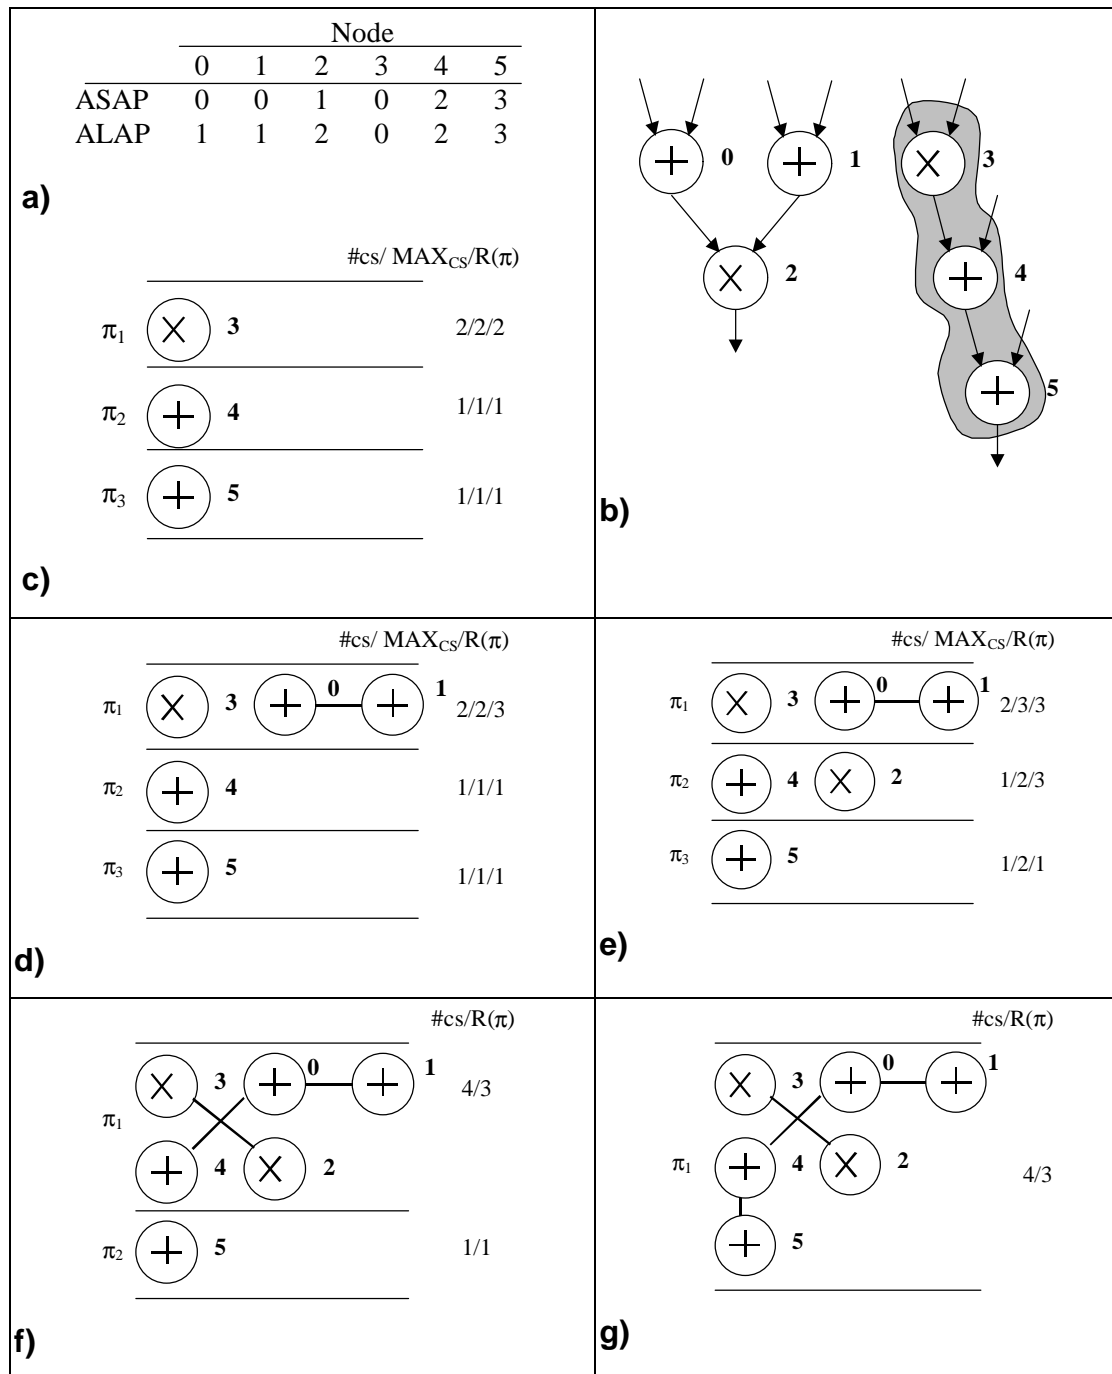 Node
0 1 2 3 4 5
ASAP 0 0 1 0 2 3
ALAP 1 1 2 0 2 3
a)
#cs/ MAX_CS/R(π)
π1 3 2/2/2
π2 4 1/1/1
π3 5 1/1/1
c)
0 1 3
2 4
5
b)
#cs/ MAX_CS/R(π)
π1 3 0 1 2/2/3
π2 4 1/1/1
π3 5 1/1/1
d)
#cs/ MAX_CS/R(π)
π1 3 0 1 2/3/3
π2 4 2 1/2/3
π3 5 1/2/1
e)
#cs/R(π)
3 0 1 4/3
π1
4 2
π2 5 1/1
f)
#cs/R(π)
3 0 1
π1 4 2 4/3
5
g)